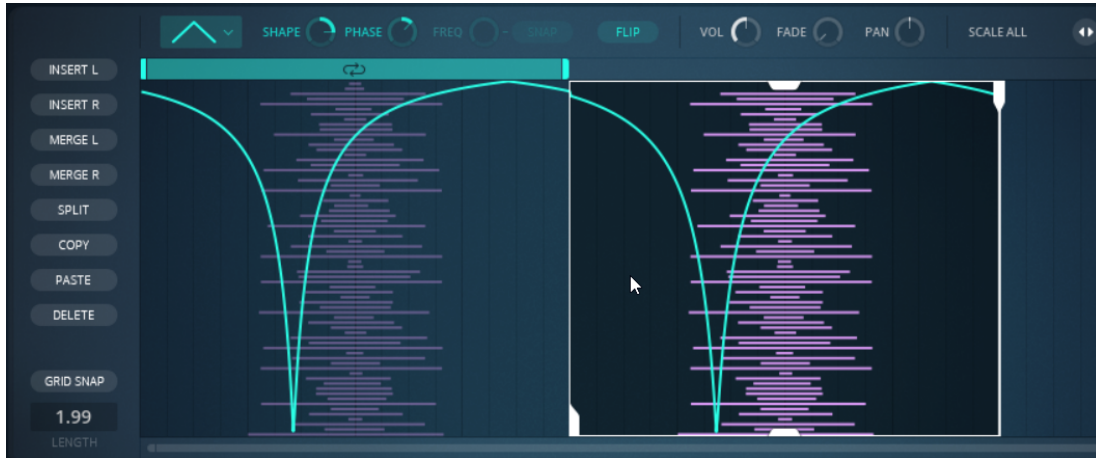 SHAPE PHASE FREQ SNAP FLIP VOL FADE PAN SCALE ALL
INSERT L
INSERT R
MERGE L
MERGE R
SPLIT
COPY
PASTE
DELETE
GRID SNAP
1.99
LENGTH